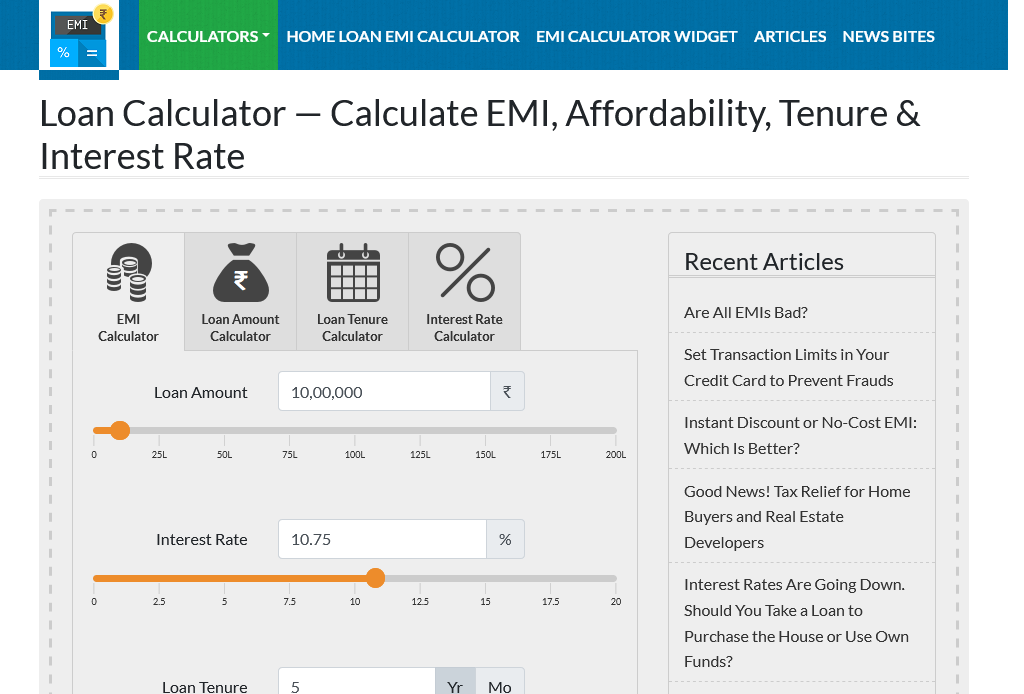 EMI
₹
%
=
CALCULATORS
HOME LOAN EMI CALCULATOR
EMI CALCULATOR WIDGET
ARTICLES
NEWS BITES
Loan Calculator — Calculate EMI, Affordability, Tenure &
Interest Rate
₹
EMI
Calculator
Loan Amount
Calculator
Loan Tenure
Calculator
Interest Rate
Calculator
Loan Amount
10,00,000
₹
0 25L 50L 75L 100L 125L 150L 175L 200L
Interest Rate
10.75
%
0 2.5 5 7.5 10 12.5 15 17.5 20
Loan Tenure
5
Yr
Mo
Recent Articles
Are All EMIs Bad?
Set Transaction Limits in Your
Credit Card to Prevent Frauds
Instant Discount or No-Cost EMI:
Which Is Better?
Good News! Tax Relief for Home
Buyers and Real Estate
Developers
Interest Rates Are Going Down.
Should You Take a Loan to
Purchase the House or Use Own
Funds?